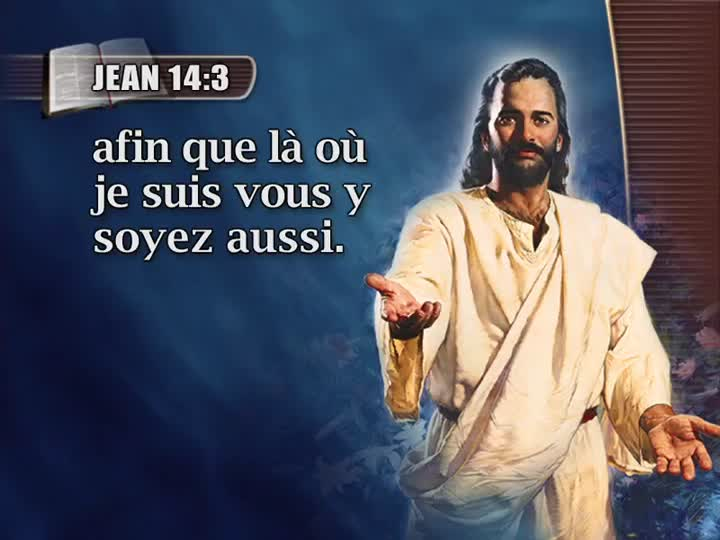 JEAN 14:3
afin que là où
je suis vous y
soyez aussi.